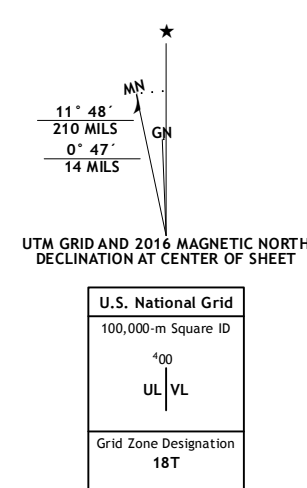 ★
MN
11° 48´
210 MILS
GN
0° 47´
14 MILS
UTM GRID AND 2016 MAGNETIC NORTH
DECLINATION AT CENTER OF SHEET
U.S. National Grid
100,000-m Square ID
⁴00
UL VL
Grid Zone Designation
18T